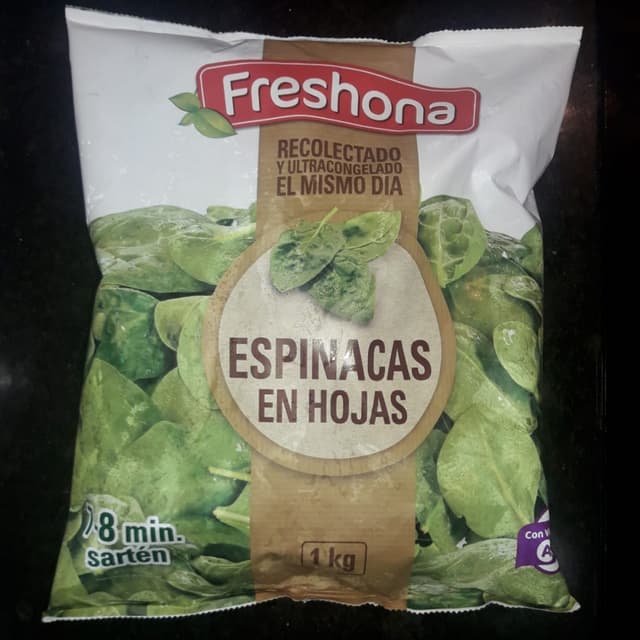 Freshona
RECOLECTADO
Y ULTRACONGELADO
EL MISMO DIA
ESPINACAS
EN HOJAS
-8 min.
sartén
1 kg
Con
A